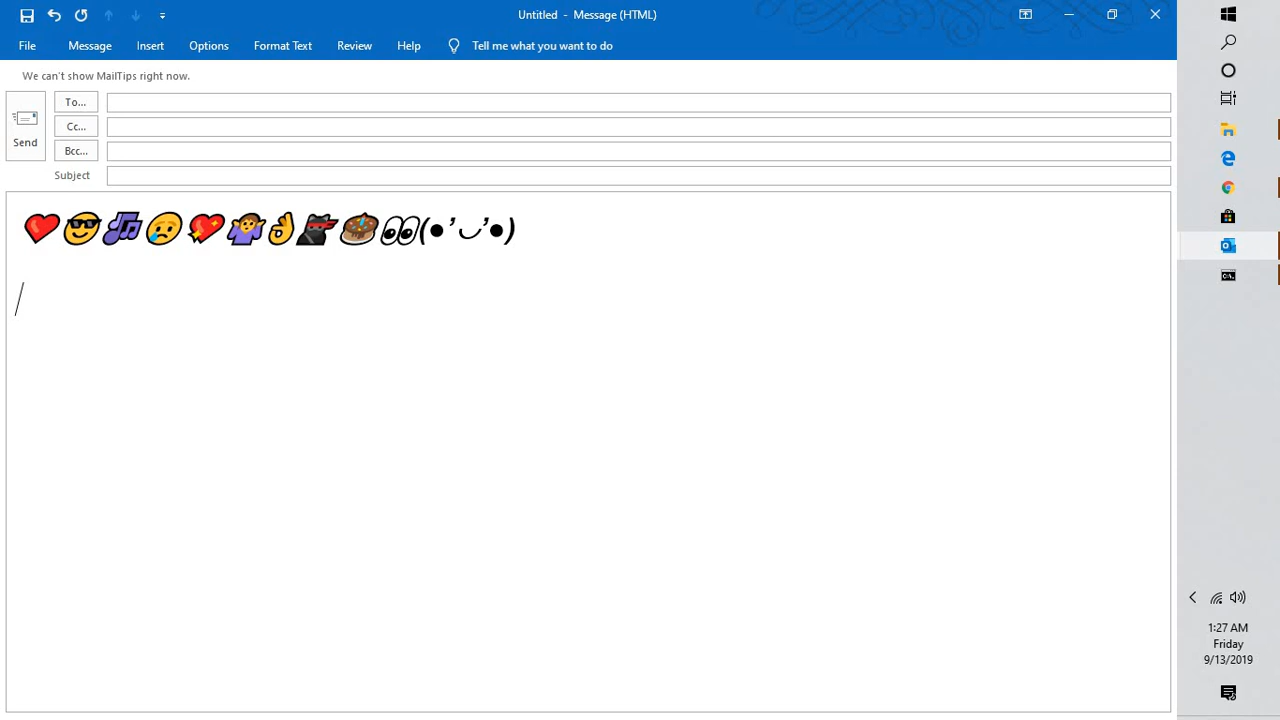 Untitled - Message (HTML)
File Message Insert Options Format Text Review Help Tell me what you want to do
We can't show MailTips right now.
Send
To...
Cc...
Bcc...
Subject
❤😎🎶😢💖🤷‍♀️👌🐱‍👤🎂👀(●'◡'●)
1:27 AM
Friday
9/13/2019